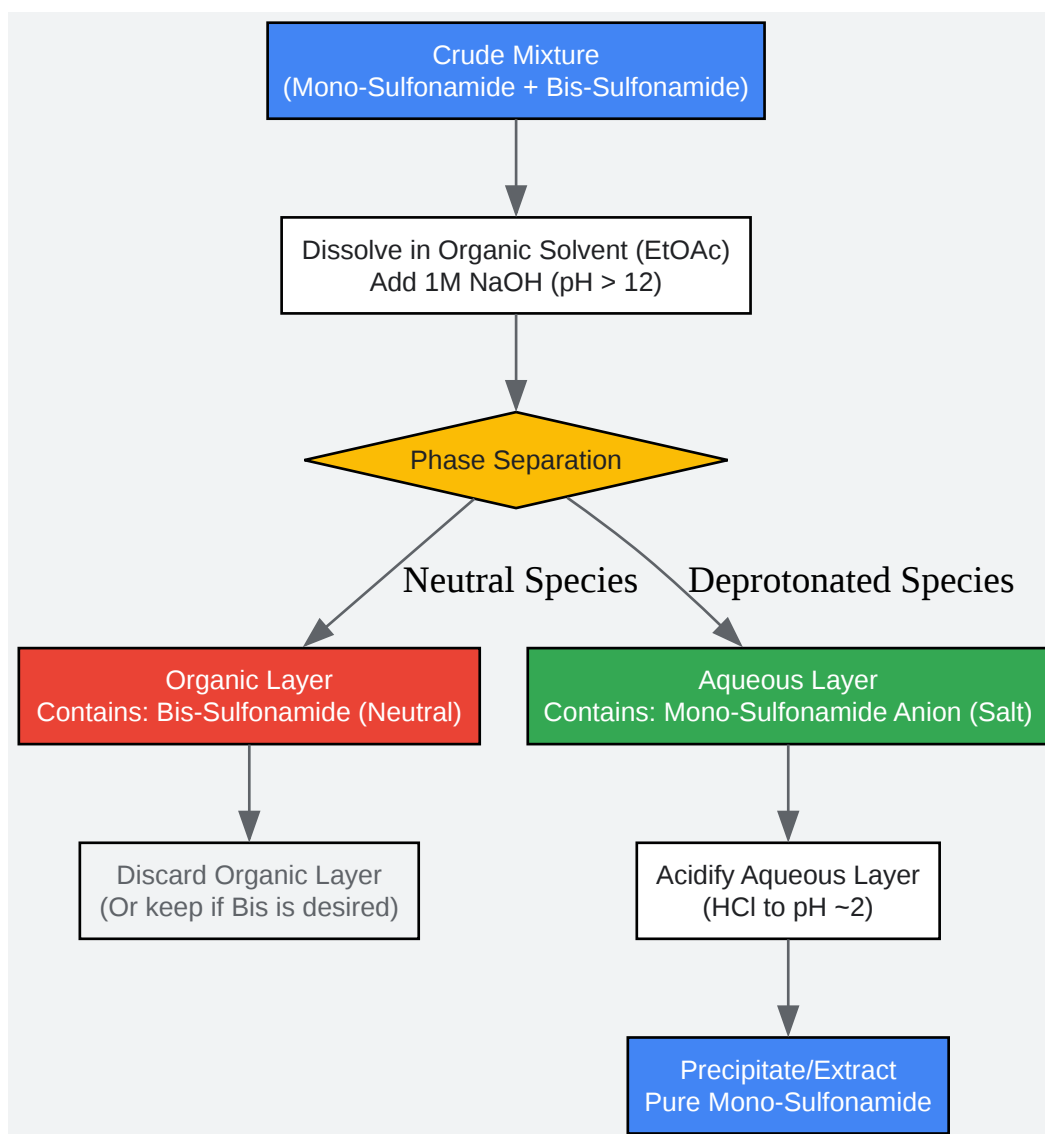 Crude Mixture
(Mono-Sulfonamide + Bis-Sulfonamide)
Dissolve in Organic Solvent (EtOAc)
Add 1M NaOH (pH > 12)
Phase Separation
Neutral Species
Deprotonated Species
Organic Layer
Contains: Bis-Sulfonamide (Neutral)
Aqueous Layer
Contains: Mono-Sulfonamide Anion (Salt)
Discard Organic Layer
(Or keep if Bis is desired)
Acidify Aqueous Layer
(HCl to pH ~2)
Precipitate/Extract
Pure Mono-Sulfonamide